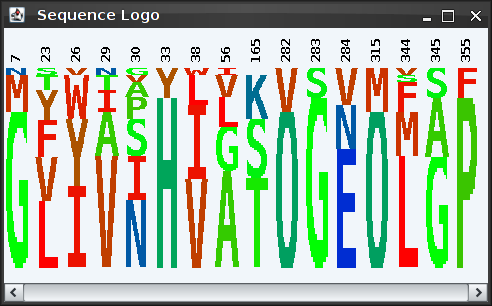 Sequence Logo
7 23 26 29 30 33 38 56 165 282 283 284 315 344 345 355
N S Y N G Y V K V S V M S S F
M T W T L V N F A
Y I P L M
G F Y A S I G S
V I I V A
G L I V N H V A T O G E O L G P